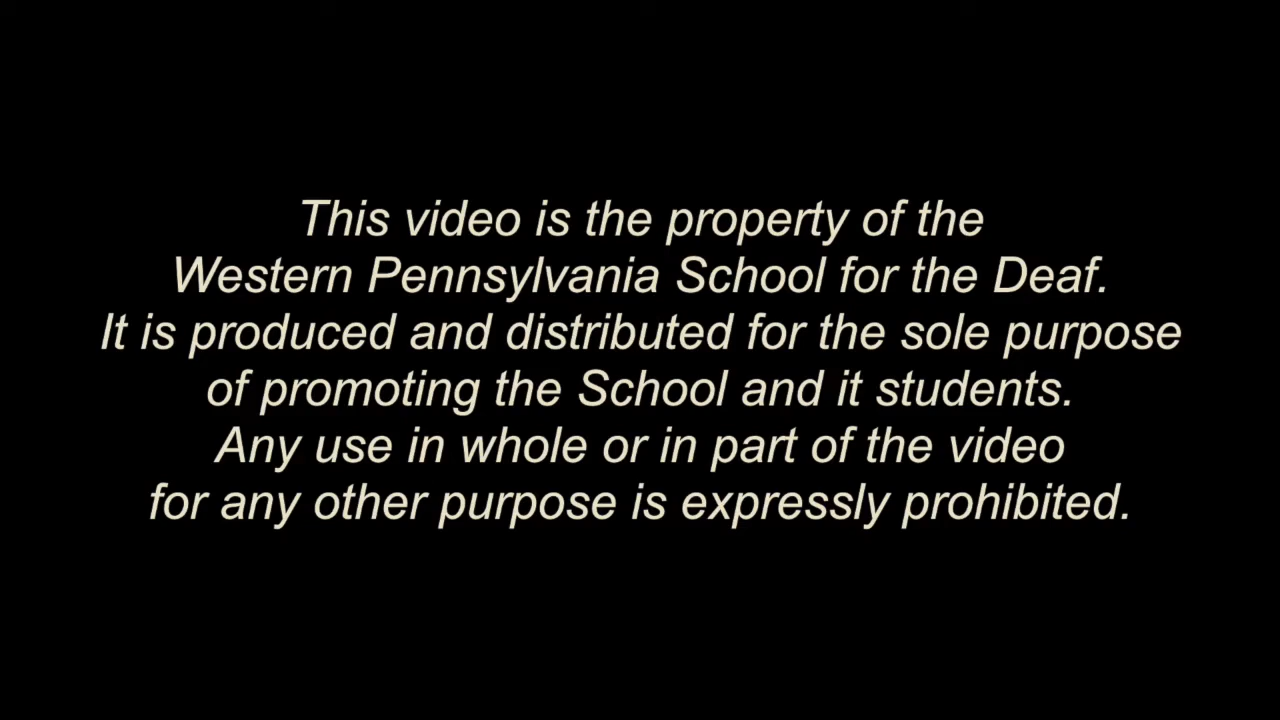 This video is the property of the
Western Pennsylvania School for the Deaf.
It is produced and distributed for the sole purpose
of promoting the School and it students.
Any use in whole or in part of the video
for any other purpose is expressly prohibited.